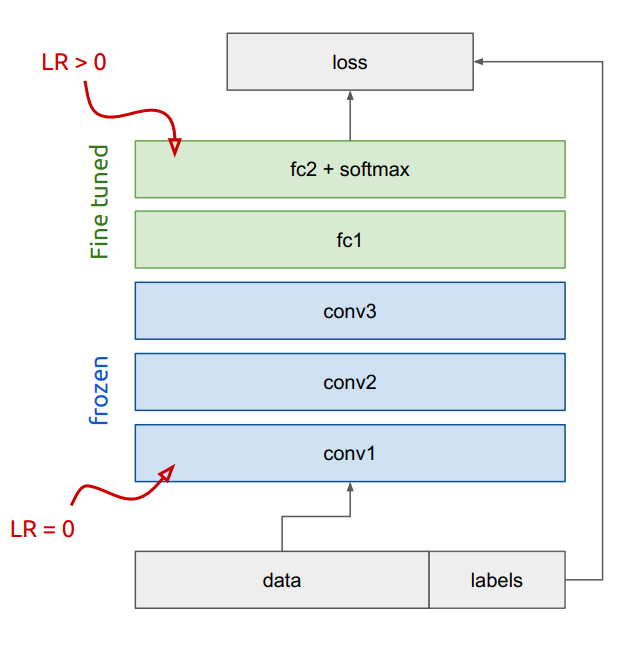 LR > 0
loss
Fine tuned
fc2 + softmax
fc1
conv3
frozen
conv2
conv1
LR = 0
data
labels